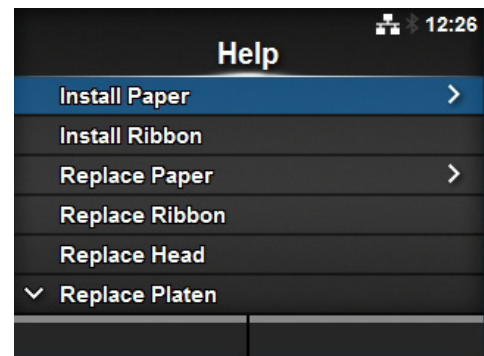 12:26
Help
Install Paper
Install Ribbon
Replace Paper
Replace Ribbon
Replace Head
Replace Platen